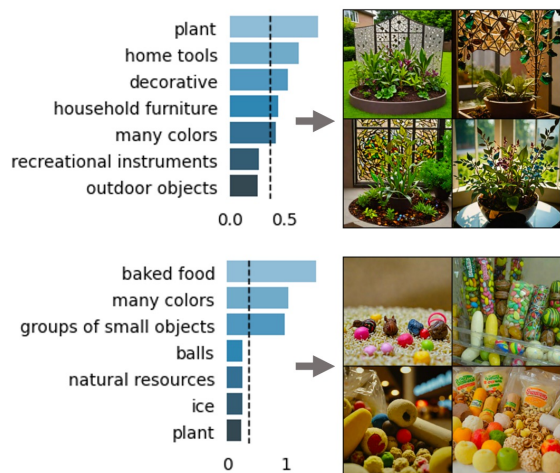 plant
home tools
decorative
household furniture
many colors
recreational instruments
outdoor objects
0.0 0.5
baked food
many colors
groups of small objects
balls
natural resources
ice
plant
0 1